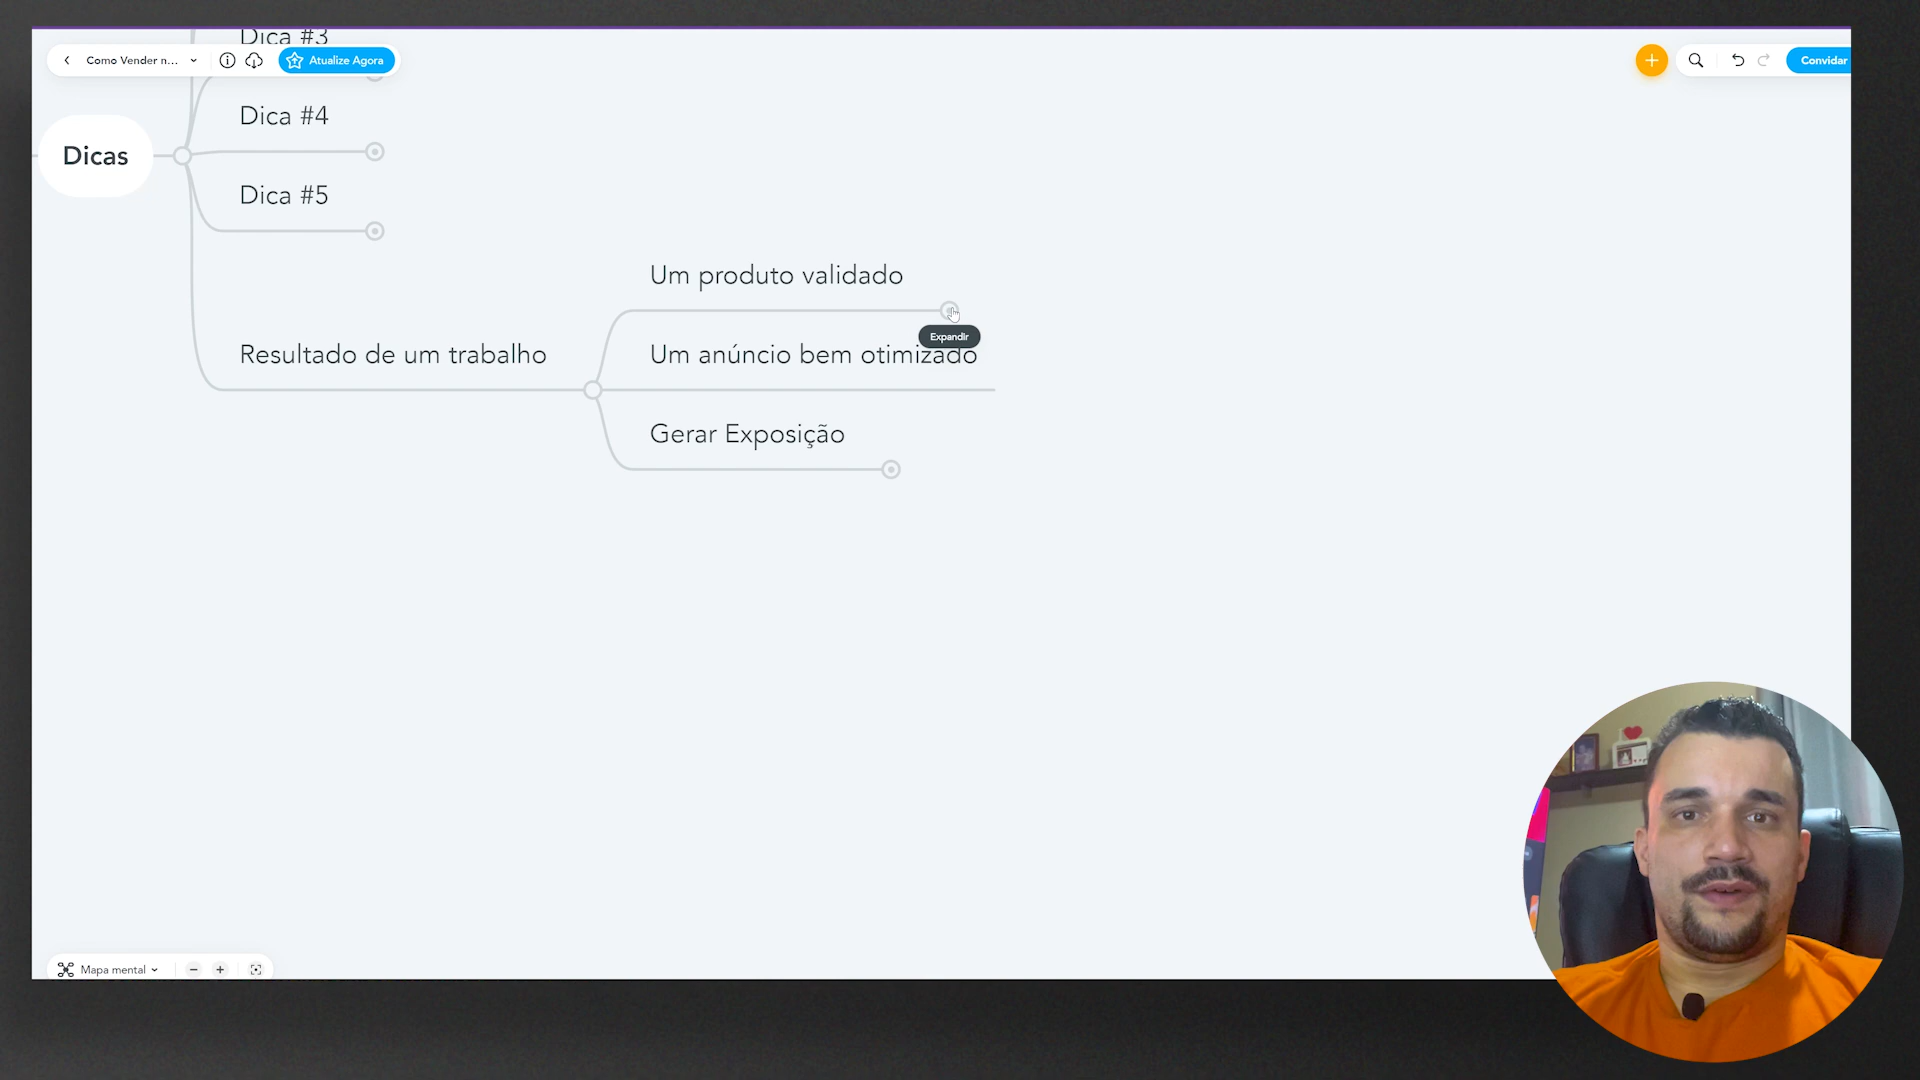 Dica #3
Como Vender n...
Atualize Agora
Convidar
Dica #4
Dicas
Dica #5
Um produto validado
Expandir
Resultado de um trabalho
Um anúncio bem otimizado
Gerar Exposição
Mapa mental